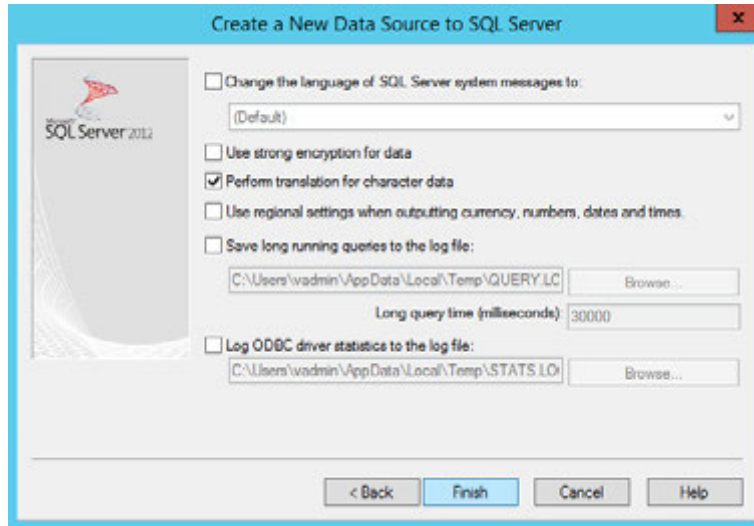 Create a New Data Source to SQL Server
x
Microsoft
SQL Server 2012
Change the language of SQL Server system messages to:
(Default)
Use strong encryption for data
Perform translation for character data
Use regional settings when outputting currency, numbers, dates and times.
Save long running queries to the log file:
C:\Users\vadmin\AppData\Local\Temp\QUERY.LO Browse...
Long query time (milliseconds): 30000
Log ODBC driver statistics to the log file:
C:\Users\vadmin\AppData\Local\Temp\STATS.LO Browse...
< Back Finish Cancel Help